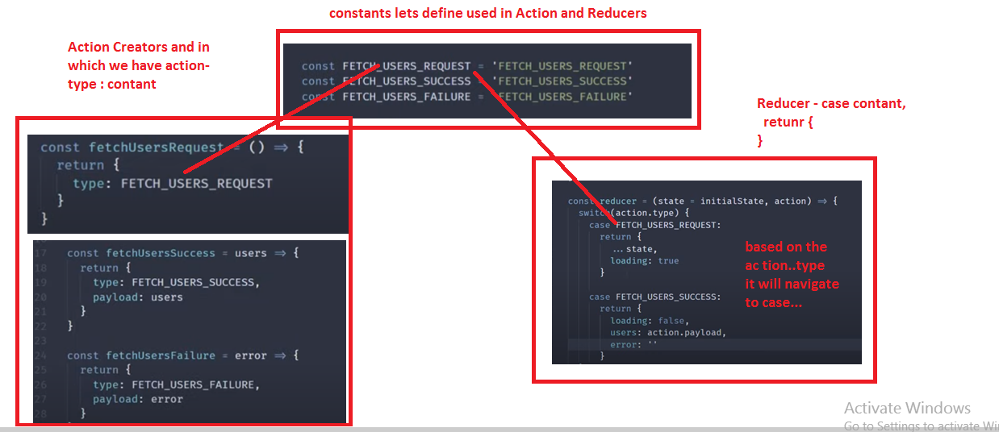 constants lets define used in Action and Reducers
Action Creators and in
which we have action-
type : contant
const FETCH_USERS_REQUEST = 'FETCH_USERS_REQUEST'
const FETCH_USERS_SUCCESS = 'FETCH_USERS_SUCCESS'
const FETCH_USERS_FAILURE = 'FETCH_USERS_FAILURE'
Reducer - case contant,
retunr {
}
const fetchUsersRequest = () => {
return {
type: FETCH_USERS_REQUEST
}
}
17 const fetchUsersSuccess = users => {
18 return {
19 type: FETCH_USERS_SUCCESS,
20 payload: users
21 }
22 }
23
24 const fetchUsersFailure = error => {
25 return {
26 type: FETCH_USERS_FAILURE,
27 payload: error
28 }
const reducer = (state = initialState, action) => {
switch(action.type) {
case FETCH_USERS_REQUEST:
return {
...state,
loading: true
}
case FETCH_USERS_SUCCESS:
return {
loading: false,
users: action.payload,
error: ''
}
based on the
ac tion..type
it will navigate
to case...
Activate Windows
Go to Settings to activate Wi